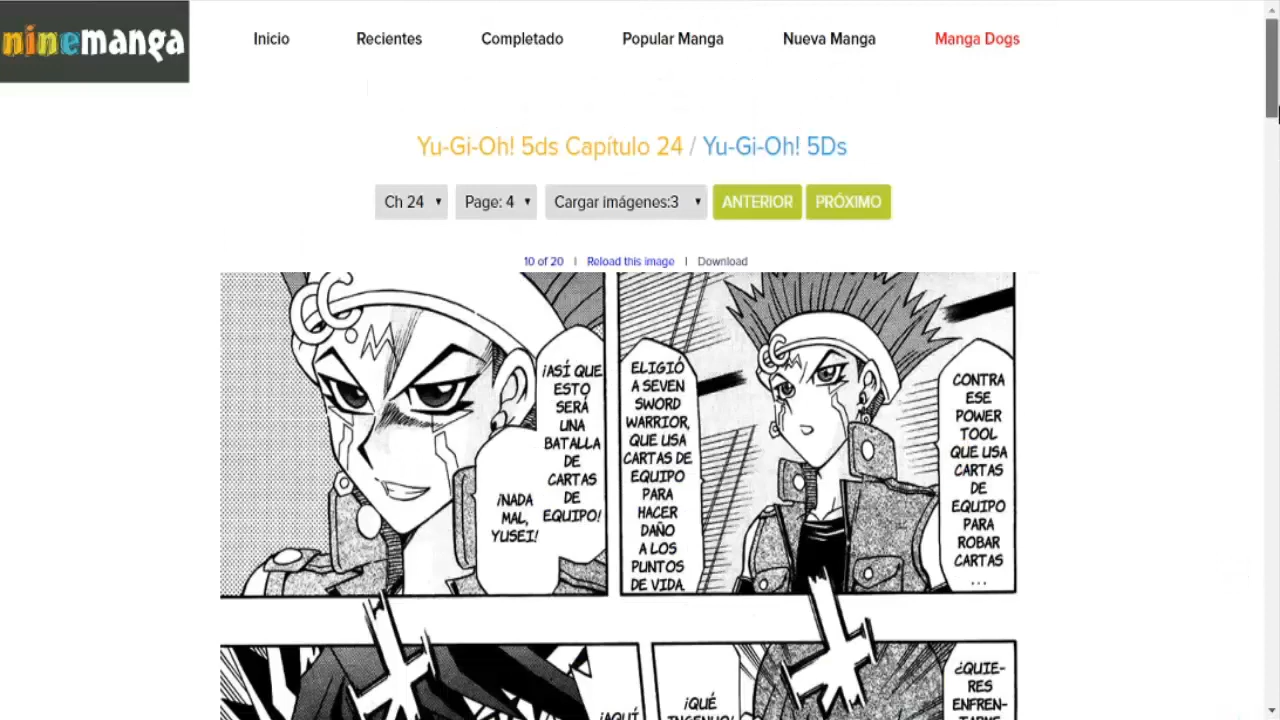 ninemanga
Inicio
Recientes
Completado
Popular Manga
Nueva Manga
Manga Dogs
Yu-Gi-Oh! 5ds Capítulo 24 / Yu-Gi-Oh! 5Ds
Ch 24
Page: 4
Cargar imágenes:3
ANTERIOR
PRÓXIMO
10 of 20 | Reload this image | Download
CONTRA
ESE
POWER
TOOL
QUE USA
CARTAS
DE
EQUIPO
PARA
ROBAR
CARTAS
...
ELIGIÓ
A SEVEN
SWORD
WARRIOR,
QUE USA
CARTAS DE
EQUIPO
PARA
HACER
DAÑO
A LOS
PUNTOS
DE VIDA.
¡ASÍ QUE
ESTO
SERÁ
UNA
BATALLA
DE
CARTAS
DE
EQUIPO!
¡NADA
MAL,
YUSEI!
¿QUIE-
RES
ENFREN-
¡QUÉ
¡AQUÍ